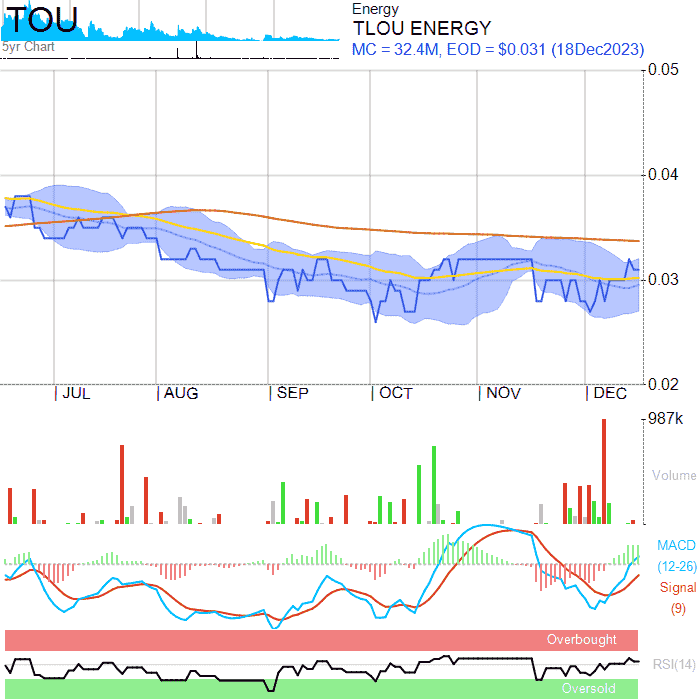 TOU
5yr Chart
Energy
TLOU ENERGY
MC = 32.4M, EOD = $0.031 (18Dec2023)
0.05
0.04
0.03
0.02
JUL AUG SEP OCT NOV DEC
987k
Volume
MACD
(12-26)
Signal
(9)
Overbought
RSI(14)
Oversold